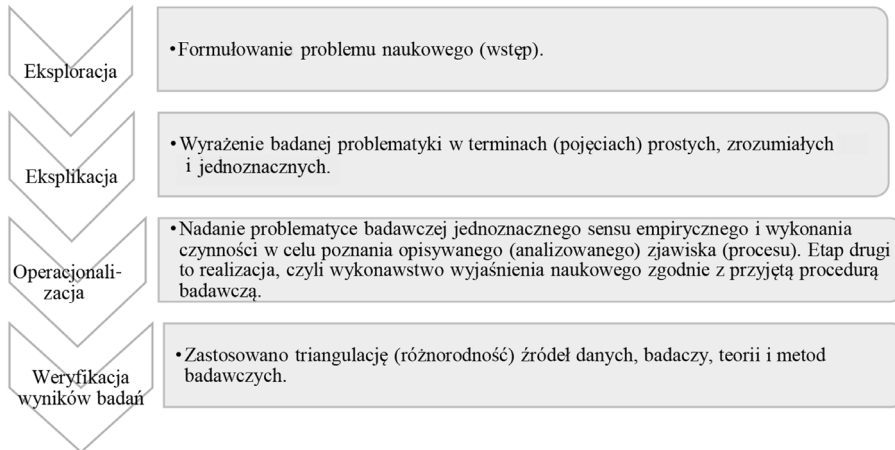 Eksploracja
•Formułowanie problemu naukowego (wstęp).
Eksplikacja
•Wyrażenie badanej problematyki w terminach (pojęciach) prostych, zrozumiałych
i jednoznacznych.
Operacjonali-
zacja
•Nadanie problematyce badawczej jednoznacznego sensu empirycznego i wykonania
czynności w celu poznania opisywanego (analizowanego) zjawiska (procesu). Etap drugi
to realizacja, czyli wykonawstwo wyjaśnienia naukowego zgodnie z przyjętą procedurą
badawczą.
Weryfikacja
wyników badań
•Zastosowano triangulację (różnorodność) źródeł danych, badaczy, teorii i metod
badawczych.